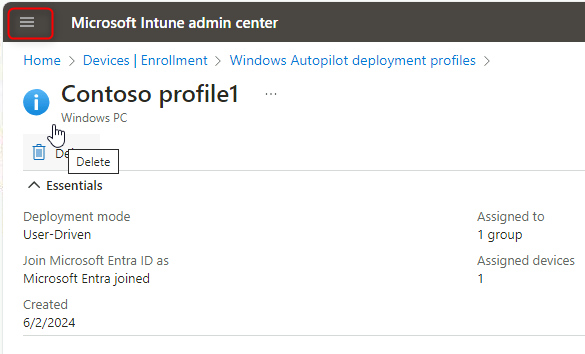 Microsoft Intune admin center
Home > Devices | Enrollment > Windows Autopilot deployment profiles >
Contoso profile1 ...
Windows PC
Delete
Essentials
Deployment mode
User-Driven
Assigned to
1 group
Join Microsoft Entra ID as
Microsoft Entra joined
Assigned devices
1
Created
6/2/2024